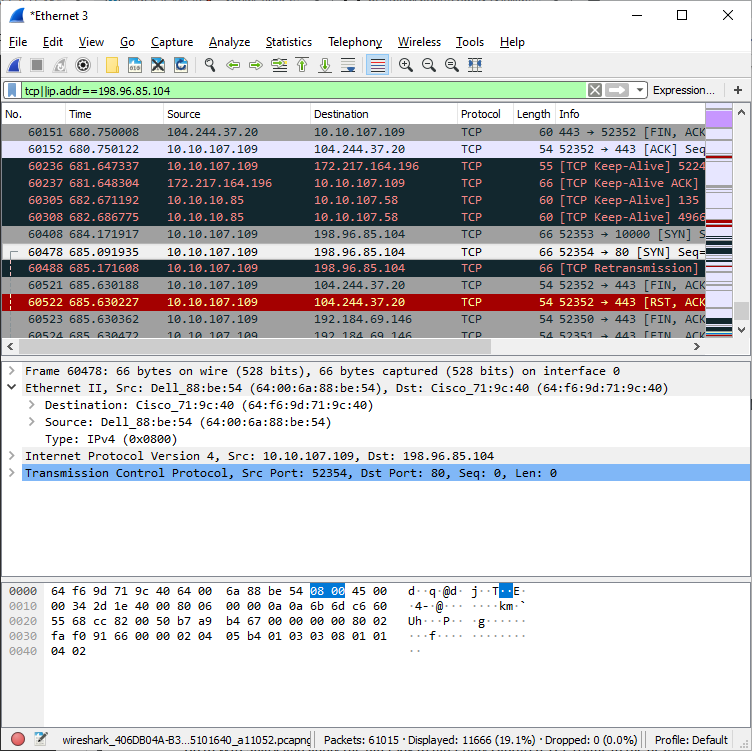 *Ethernet 3
File Edit View Go Capture Analyze Statistics Telephony Wireless Tools Help
tcp||ip.addr==198.96.85.104 Expression... +
No. Time Source Destination Protocol Length Info
60151 680.750008 104.244.37.20 10.10.107.109 TCP 60 443 → 52352 [FIN, ACK
60152 680.750122 10.10.107.109 104.244.37.20 TCP 54 52352 → 443 [ACK] Seq
60236 681.647337 10.10.107.109 172.217.164.196 TCP 55 [TCP Keep-Alive] 5224
60237 681.648304 172.217.164.196 10.10.107.109 TCP 66 [TCP Keep-Alive ACK]
60305 682.671192 10.10.10.85 10.10.107.58 TCP 60 [TCP Keep-Alive] 135
60308 682.686775 10.10.10.85 10.10.107.58 TCP 60 [TCP Keep-Alive] 4966
60408 684.171917 10.10.107.109 198.96.85.104 TCP 66 52353 → 10000 [SYN] S
60478 685.091935 10.10.107.109 198.96.85.104 TCP 66 52354 → 80 [SYN] Seq=
60488 685.171608 10.10.107.109 198.96.85.104 TCP 66 [TCP Retransmission]
60521 685.630188 10.10.107.109 104.244.37.20 TCP 54 52352 → 443 [FIN, ACK
60522 685.630227 10.10.107.109 104.244.37.20 TCP 54 52352 → 443 [RST, ACK
60523 685.630362 10.10.107.109 192.184.69.146 TCP 54 52350 → 443 [FIN, ACK
60524 685.630472 10.10.107.109 192.184.69.146 TCP 54 52351 → 443 [FIN, ACK
Frame 60478: 66 bytes on wire (528 bits), 66 bytes captured (528 bits) on interface 0
Ethernet II, Src: Dell_88:be:54 (64:00:6a:88:be:54), Dst: Cisco_71:9c:40 (64:f6:9d:71:9c:40)
Destination: Cisco_71:9c:40 (64:f6:9d:71:9c:40)
Source: Dell_88:be:54 (64:00:6a:88:be:54)
Type: IPv4 (0x0800)
Internet Protocol Version 4, Src: 10.10.107.109, Dst: 198.96.85.104
Transmission Control Protocol, Src Port: 52354, Dst Port: 80, Seq: 0, Len: 0
0000 64 f6 9d 71 9c 40 64 00 6a 88 be 54 08 00 45 00 d··q·@d· j··T··E·
0010 00 34 2d 1e 40 00 80 06 00 00 0a 0a 6b 6d c6 60 ·4-·@··· ····km·`
0020 55 68 cc 82 00 50 b7 a9 b4 67 00 00 00 00 80 02 Uh···P·· ·g······
0030 fa f0 91 66 00 00 02 04 05 b4 01 03 03 08 01 01 ···f···· ········
0040 04 02 ··
wireshark_406DB04A-B3...5101640_a11052.pcapng Packets: 61015 · Displayed: 11666 (19.1%) · Dropped: 0 (0.0%) Profile: Default